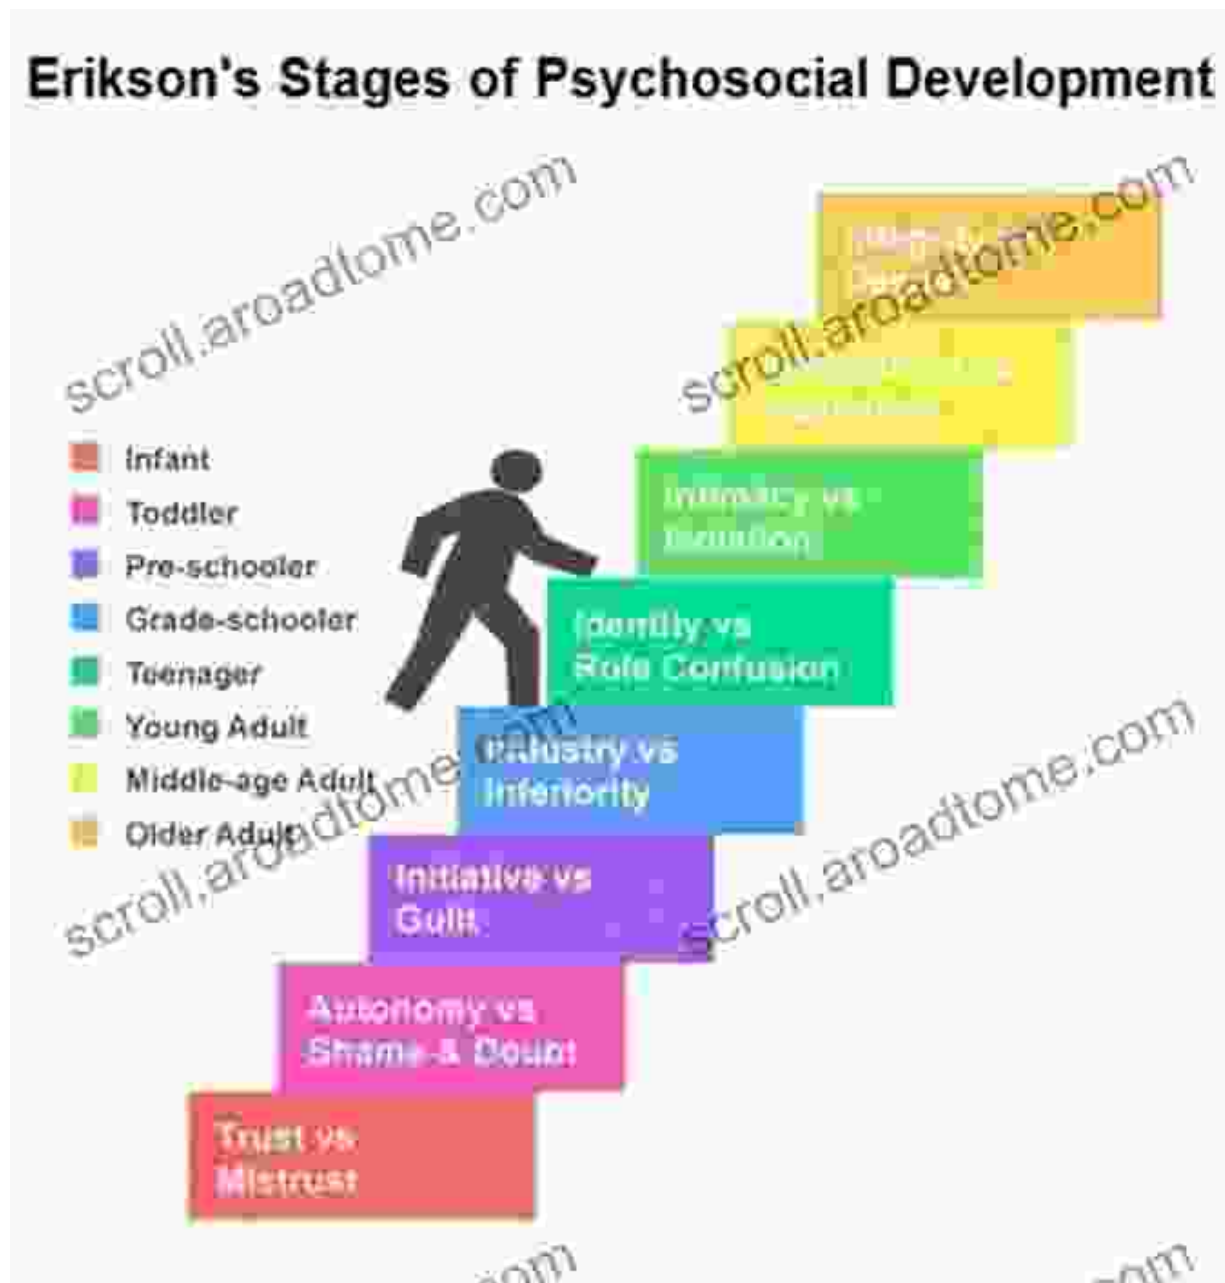 Erikson's Stages of Psychosocial Development
scroll.aroadtome.com
scroll.aroadtome.com
Infant
Toddler
Pre-schooler
Grade-schooler
Teenager
Young Adult
Middle-age Adult
Older Adult
Intimacy vs
Isolation
Identity vs
Role Confusion
Industry vs
Inferiority
Initiative vs
Guilt
Autonomy vs
Shame & Doubt
Trust vs
Mistrust
scroll.aroadtome.com
scroll.aroadtome.com
om
om